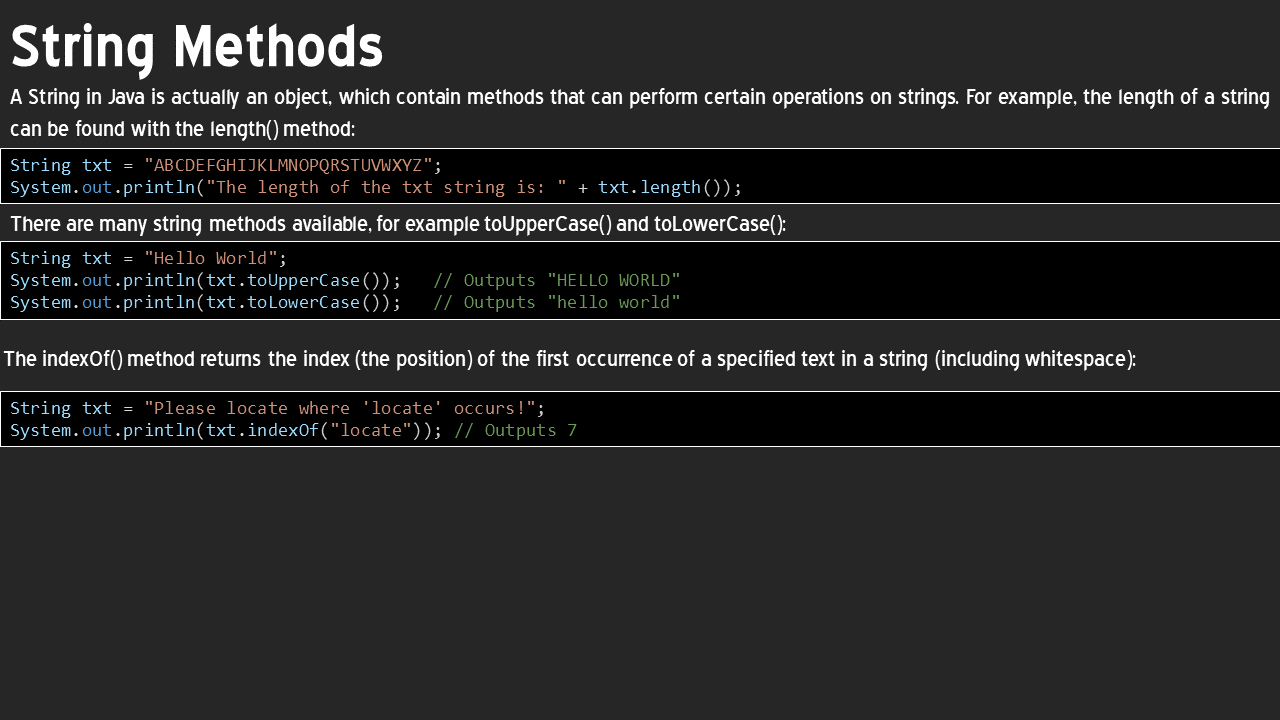 String Methods
A String in Java is actually an object, which contain methods that can perform certain operations on strings. For example, the length of a string
can be found with the length() method:
String txt = "ABCDEFGHIJKLMNOPQRSTUVWXYZ";
System.out.println("The length of the txt string is: " + txt.length());
There are many string methods available, for example toUpperCase() and toLowerCase():
String txt = "Hello World";
System.out.println(txt.toUpperCase());   // Outputs "HELLO WORLD"
System.out.println(txt.toLowerCase());   // Outputs "hello world"
The indexOf() method returns the index (the position) of the first occurrence of a specified text in a string (including whitespace):
String txt = "Please locate where 'locate' occurs!";
System.out.println(txt.indexOf("locate")); // Outputs 7